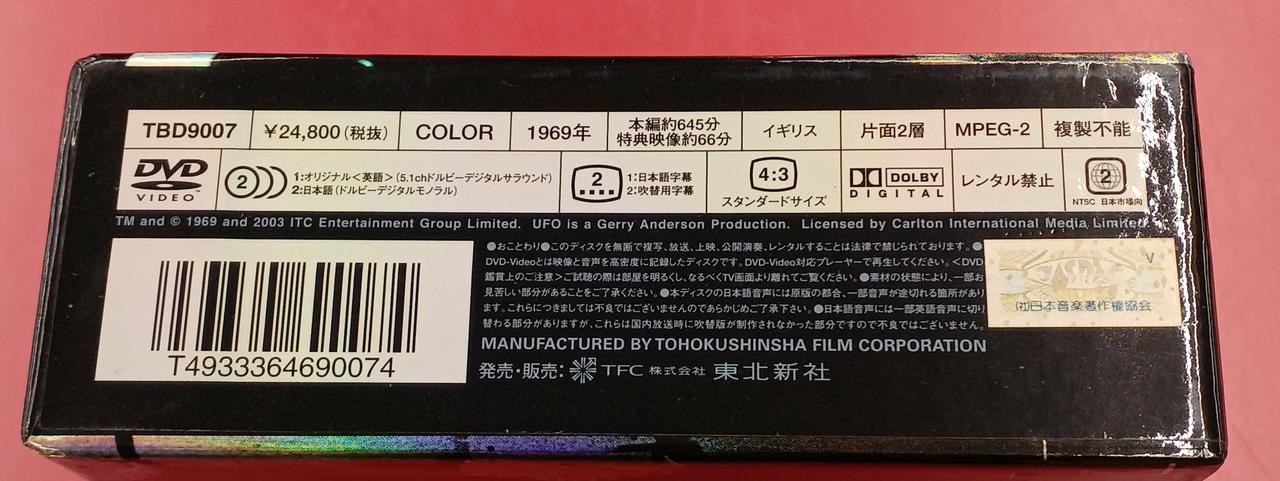 TBD9007 ¥24,800(税抜) COLOR 1969年 本編約645分 イギリス 片面2層 MPEG-2 複製不能
特典映像約66分
DVD VIDEO 2 1:オリジナル<英語>(5.1chドルビーデジタルサラウンド) 2 1:日本語字幕 4:3 DOLBY DIGITAL レンタル禁止 2
2:日本語(ドルビーデジタルモノラル) 2:吹替用字幕 スタンダードサイズ NTSC 日本市場向
TM and © 1969 and 2003 ITC Entertainment Group Limited. UFO is a Gerry Anderson Production. Licensed by Carlton International Media Limited.
●おことわり●このディスクを無断で複写、放送、上映、公開演奏、レンタルすることは法律で禁じられております。●
DVD-Videoとは映像と音声を高密度に記録したディスクです。DVD-Video対応プレーヤーで再生してください。<DVD
鑑賞上のご注意>ご試聴の際は部屋を明るくし、なるべくTV画面より離れてご覧ください。●素材の状態により、一部お
見苦しい部分があることをご了承ください。●本ディスクの日本語音声には原版の都合、一部音声が途切れる箇所があり
ます。これらにつきましては不良ではございませんのであらかじめご了承下さい。●日本語音声には一部英語音声に切り
替わる部分がありますが、これらは国内放送時に吹替版が制作されなかった部分ですので不良ではございません。
MANUFACTURED BY TOHOKUSHINSHA FILM CORPORATION
発売・販売: TFC 株式会社 東北新社
T4933364690074
V
JASRAC
(社)日本音楽著作権協会